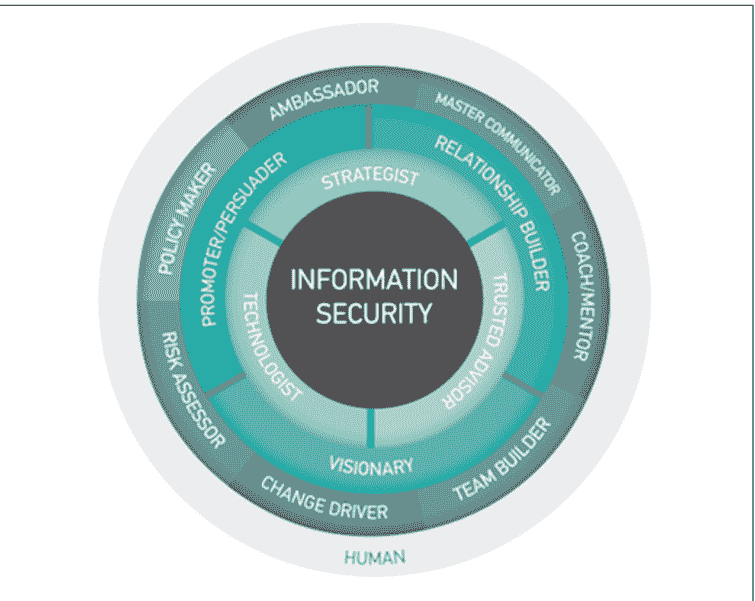 AMBASSADOR
MASTER COMMUNICATOR
POLICY MAKER
PROMOTER/PERSUADER
STRATEGIST
RELATIONSHIP BUILDER
COACH/MENTOR
INFORMATION
SECURITY
TECHNOLOGIST
TRUSTED ADVISOR
RISK ASSESSOR
VISIONARY
TEAM BUILDER
CHANGE DRIVER
HUMAN